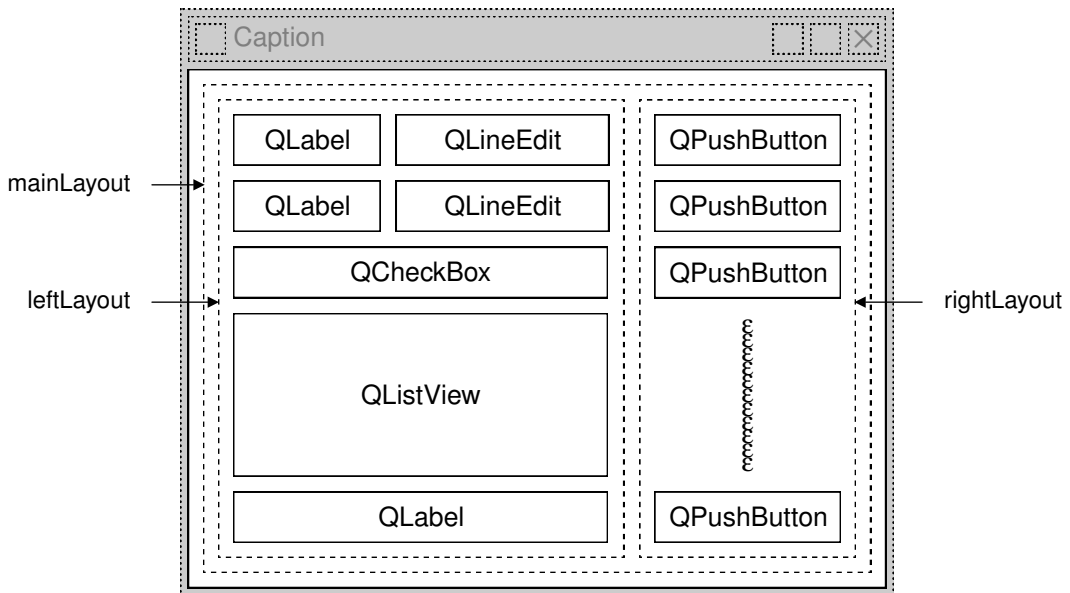 Caption
QLabel QLineEdit QPushButton
mainLayout
QLabel QLineEdit QPushButton
QCheckBox QPushButton
leftLayout
rightLayout
QListView
QLabel QPushButton